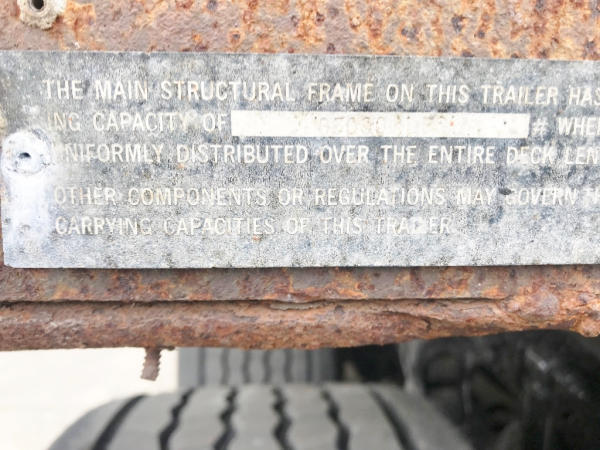 THE MAIN STRUCTURAL FRAME ON THIS TRAILER HAS
ING CAPACITY OF # WHEN
UNIFORMLY DISTRIBUTED OVER THE ENTIRE DECK LEN
OTHER COMPONENTS OR REGULATIONS MAY GOVERN
CARRYING CAPACITIES OF THIS TRAILER